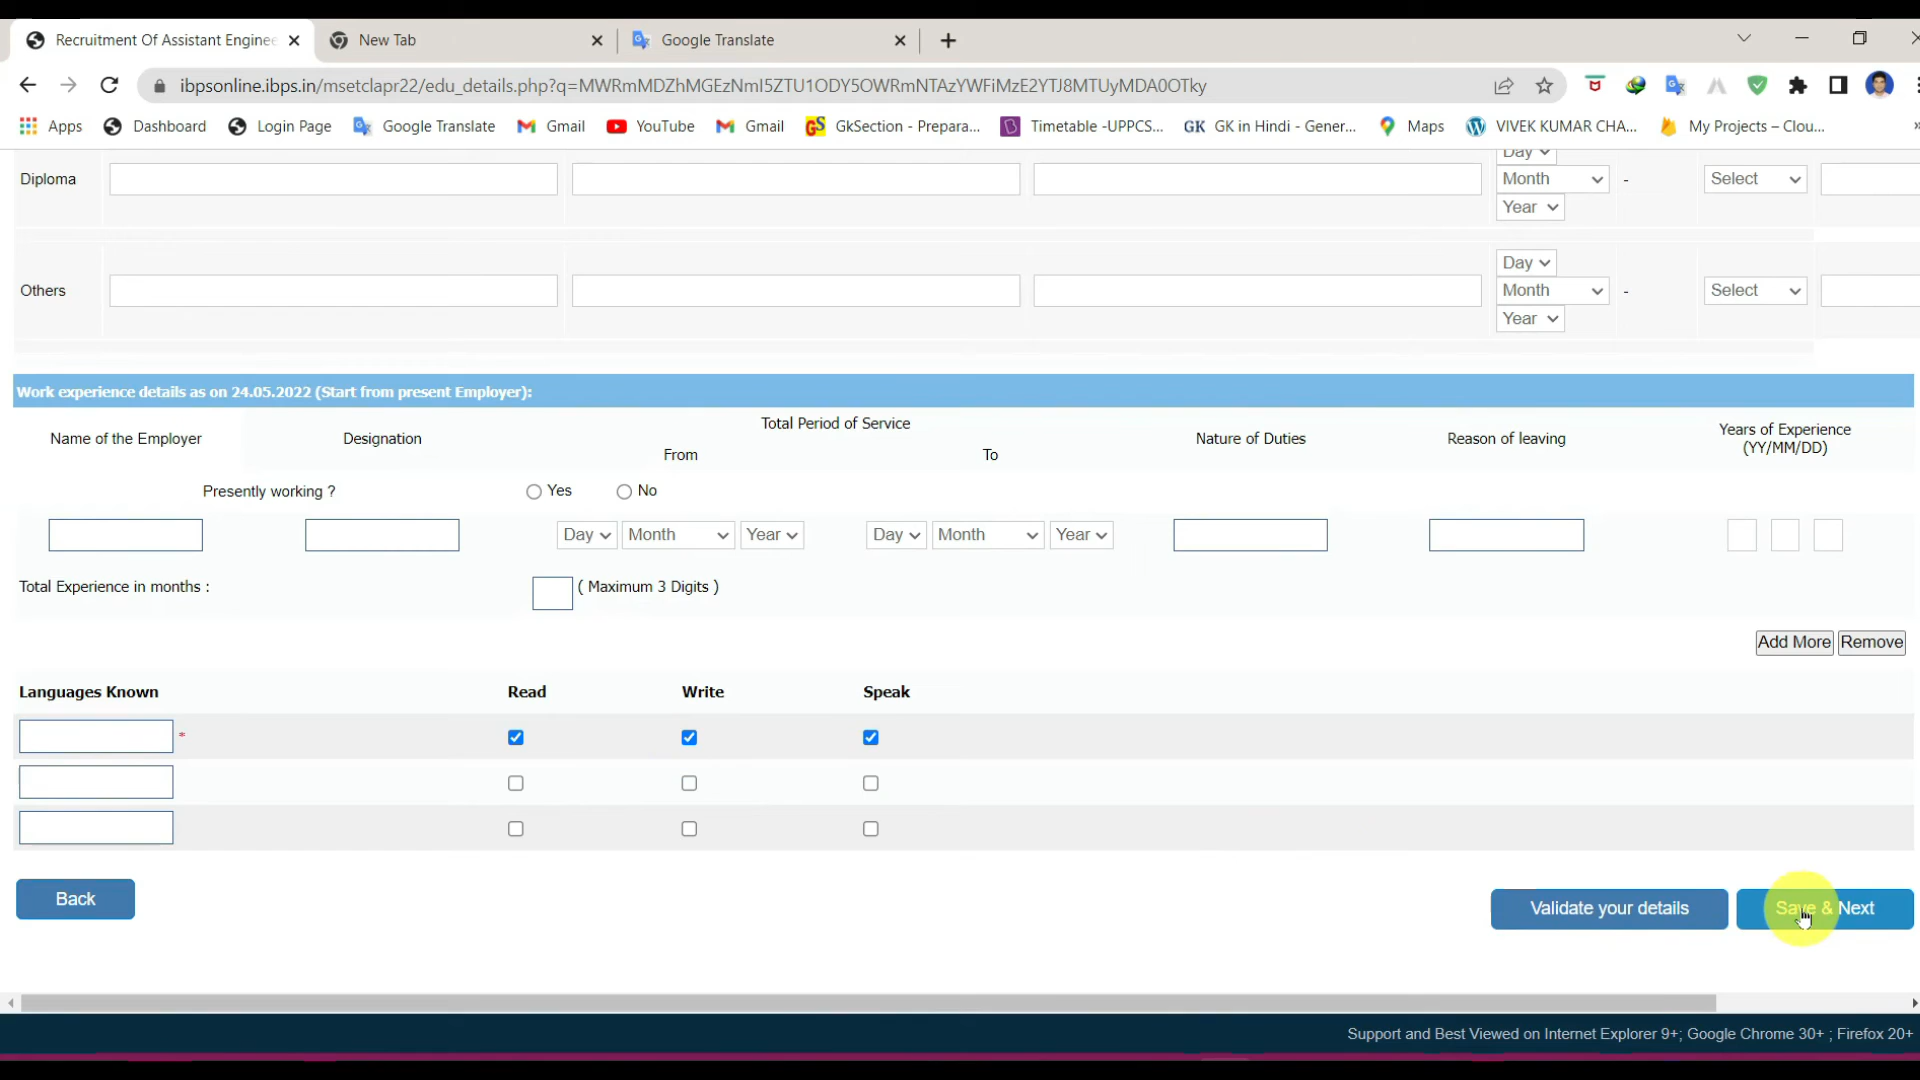 Recruitment Of Assistant Enginee
New Tab
Google Translate
ibpsonline.ibps.in/msetclapr22/edu_details.php?q=MWRmMDZhMGEzNmI5ZTU1ODY5OWRmNTAzYWFiMzE2YTJ8MTUyMDA0OTky
Apps
Dashboard
Login Page
Google Translate
Gmail
YouTube
Gmail
GkSection - Prepara...
Timetable -UPPCS...
GK in Hindi - Gener...
Maps
VIVEK KUMAR CHA...
My Projects – Clou...
Day
Diploma
Month
-
Select
Year
Day
Others
Month
-
Select
Year
Work experience details as on 24.05.2022 (Start from present Employer):
Name of the Employer
Designation
Total Period of Service
From
To
Nature of Duties
Reason of leaving
Years of Experience
(YY/MM/DD)
Presently working ?
Yes
No
Day
Month
Year
Day
Month
Year
Total Experience in months :
( Maximum 3 Digits )
Add More
Remove
Languages Known
Read
Write
Speak
*
Back
Validate your details
Save & Next
Support and Best Viewed on Internet Explorer 9+; Google Chrome 30+ ; Firefox 20+